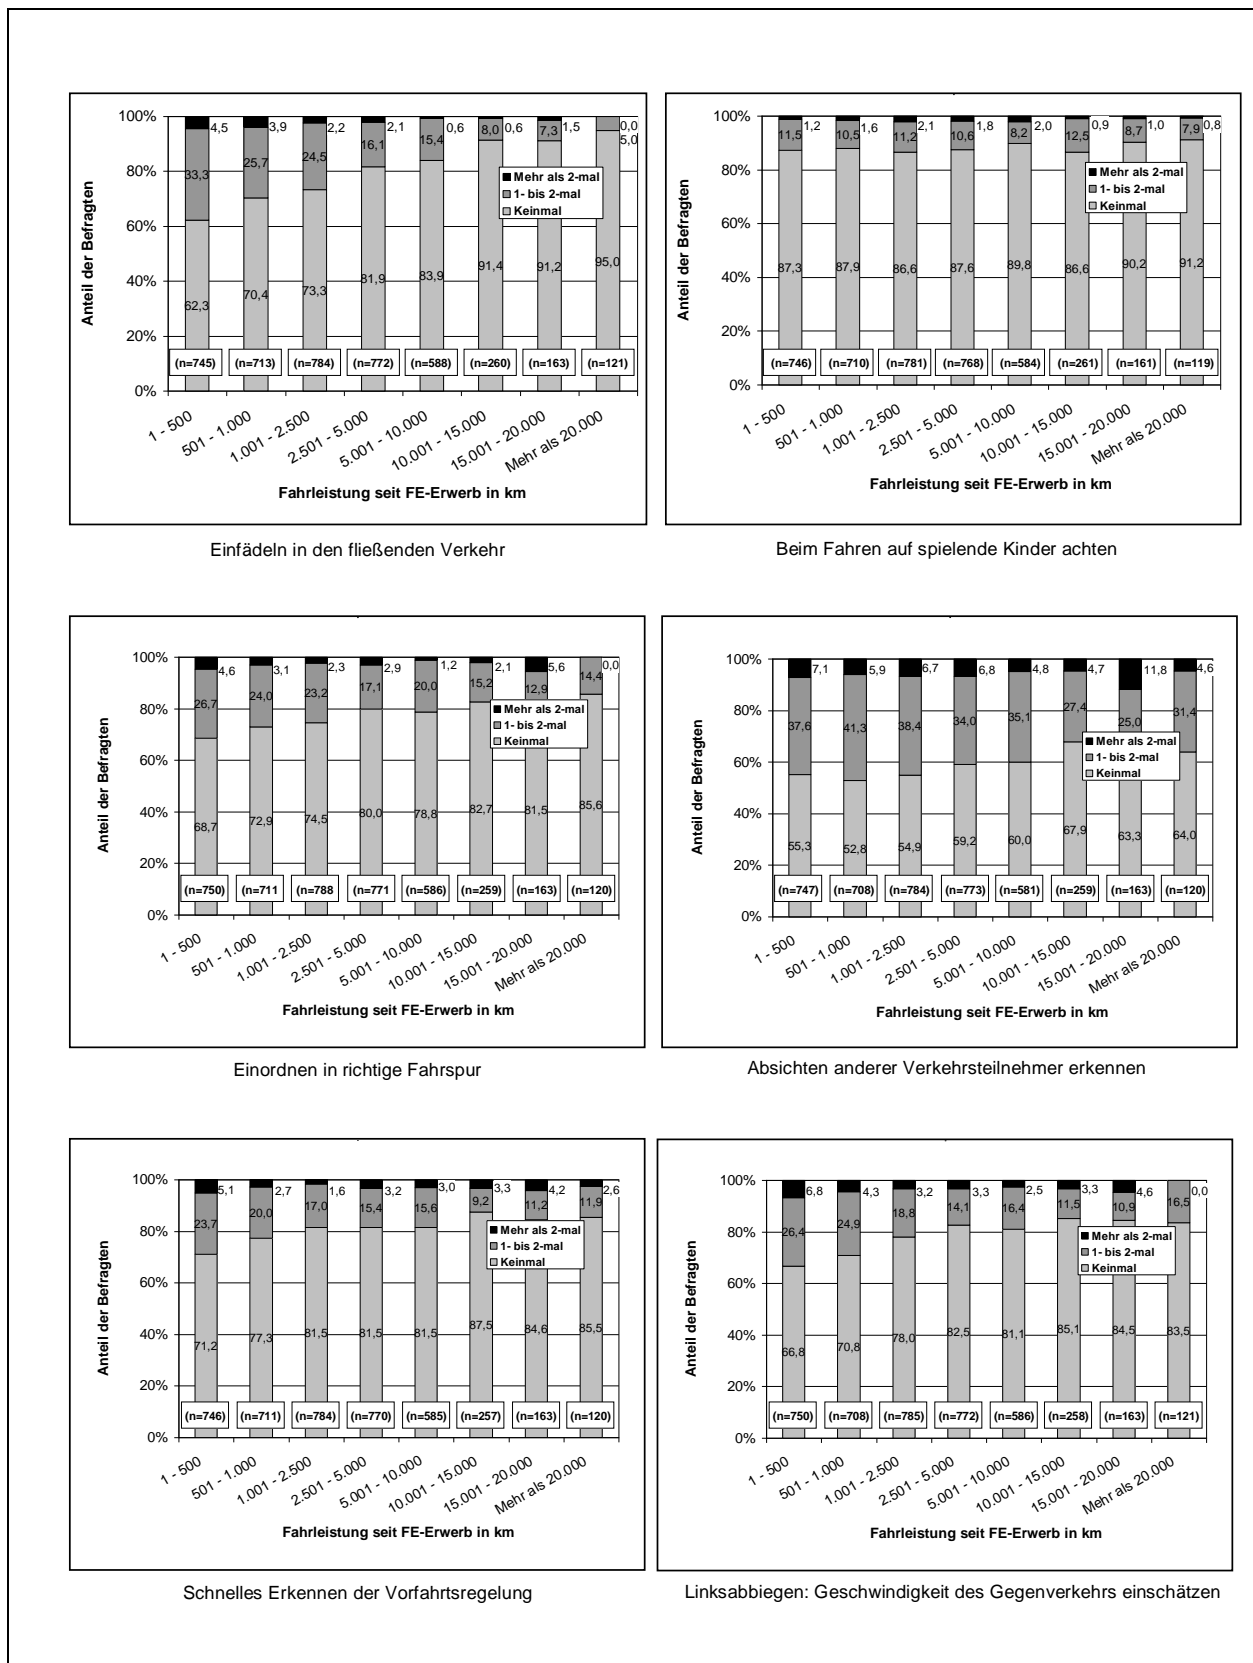 100%
80%
60%
40%
20%
0%
Anteil der Befragten
4,5 3,9 2,2 2,1 0,6 0,6 1,5 0,0
33,3 25,7 24,5 16,1 15,4 8,0 7,3 5,0
Mehr als 2-mal
1- bis 2-mal
Keinmal
62,3 70,4 73,3 81,9 83,9 91,4 91,2 95,0
(n=745) (n=713) (n=784) (n=772) (n=588) (n=260) (n=163) (n=121)
1 - 500
501 - 1.000
1.001 - 2.500
2.501 - 5.000
5.001 - 10.000
10.001 - 15.000
15.001 - 20.000
Mehr als 20.000
Fahrleistung seit FE-Erwerb in km
Einfädeln in den fließenden Verkehr
100%
80%
60%
40%
20%
0%
Anteil der Befragten
1,2 1,6 2,1 1,8 2,0 0,9 1,0 0,8
11,5 10,5 11,2 10,6 8,2 12,5 8,7 7,9
Mehr als 2-mal
1- bis 2-mal
Keinmal
87,3 87,9 86,6 87,6 89,8 86,6 90,2 91,2
(n=746) (n=710) (n=781) (n=768) (n=584) (n=261) (n=161) (n=119)
1 - 500
501 - 1.000
1.001 - 2.500
2.501 - 5.000
5.001 - 10.000
10.001 - 15.000
15.001 - 20.000
Mehr als 20.000
Fahrleistung seit FE-Erwerb in km
Beim Fahren auf spielende Kinder achten
100%
80%
60%
40%
20%
0%
Anteil der Befragten
4,6 3,1 2,3 2,9 1,2 2,1 5,6 0,0
26,7 24,0 23,2 17,1 20,0 15,2 12,9 14,4
Mehr als 2-mal
1- bis 2-mal
Keinmal
68,7 72,9 74,5 80,0 78,8 82,7 81,5 85,6
(n=750) (n=711 (n=788 (n=771) (n=586) (n=259) (n=163) (n=120)
1 - 500
501 - 1.000
1.001 - 2.500
2.501 - 5.000
5.001 - 10.000
10.001 - 15.000
15.001 - 20.000
Mehr als 20.000
Fahrleistung seit FE-Erwerb in km
Einordnen in richtige Fahrspur
100%
80%
60%
40%
20%
0%
Anteil der Befragten
7,1 5,9 6,7 6,8 4,8 4,7 11,8 4,6
37,6 41,3 38,4 34,0 35,1 27,4 25,0 31,4
Mehr als 2-mal
1- bis 2-mal
Keinmal
55,3 52,8 54,9 59,2 60,0 67,9 63,3 64,0
(n=747) (n=708) (n=784) (n=773) (n=581) (n=259) (n=163) (n=120)
1 - 500
501 - 1.000
1.001 - 2.500
2.501 - 5.000
5.001 - 10.000
10.001 - 15.000
15.001 - 20.000
Mehr als 20.000
Fahrleistung seit FE-Erwerb in km
Absichten anderer Verkehrsteilnehmer erkennen
100%
80%
60%
40%
20%
0%
Anteil der Befragten
5,1 2,7 1,6 3,2 3,0 3,3 4,2 2,6
23,7 20,0 17,0 15,4 15,6 9,2 11,2 11,9
Mehr als 2-mal
1- bis 2-mal
Keinmal
71,2 77,3 81,5 81,5 81,5 87,5 84,6 85,5
(n=746) (n=711) (n=784) (n=770) (n=585) (n=257) (n=163) (n=120)
1 - 500
501 - 1.000
1.001 - 2.500
2.501 - 5.000
5.001 - 10.000
10.001 - 15.000
15.001 - 20.000
Mehr als 20.000
Fahrleistung seit FE-Erwerb in km
Schnelles Erkennen der Vorfahrtsregelung
100%
80%
60%
40%
20%
0%
Anteil der Befragten
6,8 4,3 3,2 3,3 2,5 3,3 4,6 0,0
26,4 24,9 18,8 14,1 16,4 11,5 10,9 16,5
Mehr als 2-mal
1- bis 2-mal
Keinmal
66,8 70,8 78,0 82,5 81,1 85,1 84,5 83,5
(n=750) (n=708) (n=785) (n=772) (n=586) (n=258) (n=163) (n=121)
1 - 500
501 - 1.000
1.001 - 2.500
2.501 - 5.000
5.001 - 10.000
10.001 - 15.000
15.001 - 20.000
Mehr als 20.000
Fahrleistung seit FE-Erwerb in km
Linksabbiegen: Geschwindigkeit des Gegenverkehrs einschätzen